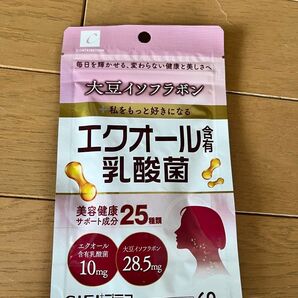 毎日を輝かせる、変わらない健康と美しさへ
大豆イソフラボン
私をもっと好きになる
エクオール含有
乳酸菌
美容健康
サポート成分 25種類
エクオール
含有乳酸菌
10mg
大豆イソフラボン
28.5mg